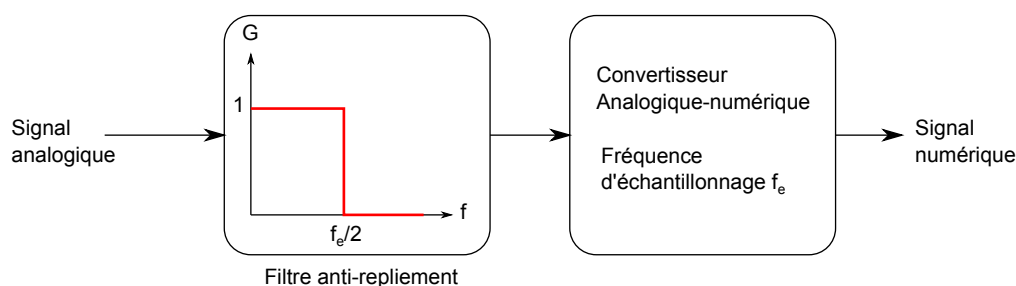 Signal
analogique
G
1
f
fe/2
Filtre anti-repliement
Convertisseur
Analogique-numérique
Fréquence
d'échantillonnage fe
Signal
numérique